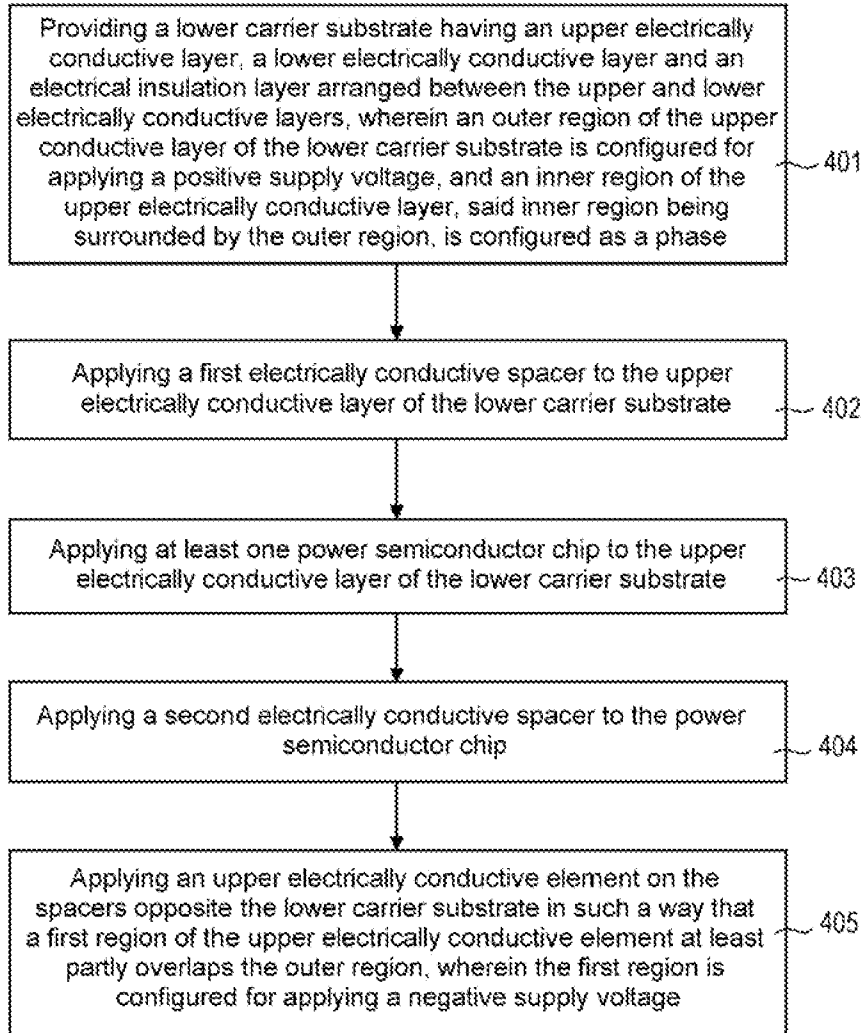 Providing a lower carrier substrate having an upper electrically
conductive layer, a lower electrically conductive layer and an
electrical insulation layer arranged between the upper and lower
electrically conductive layers, wherein an outer region of the upper
conductive layer of the lower carrier substrate is configured for
applying a positive supply voltage, and an inner region of the
upper electrically conductive layer, said inner region being
surrounded by the outer region, is configured as a phase
401
Applying a first electrically conductive spacer to the upper
electrically conductive layer of the lower carrier substrate
402
Applying at least one power semiconductor chip to the upper
electrically conductive layer of the lower carrier substrate
403
Applying a second electrically conductive spacer to the power
semiconductor chip
404
Applying an upper electrically conductive element on the
spacers opposite the lower carrier substrate in such a way that
a first region of the upper electrically conductive element at least
partly overlaps the outer region, wherein the first region is
configured for applying a negative supply voltage
405